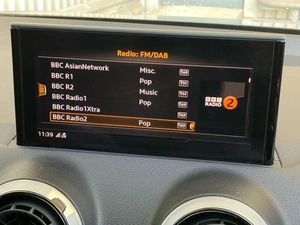 Radio: FM/DAB
BBC AsianNetwork Misc.
BBC R1 Pop
BBC R2 Music
BBC Radio1 Pop
BBC Radio1Xtra
BBC Radio2 Pop
BBC
RADIO 2
11:39